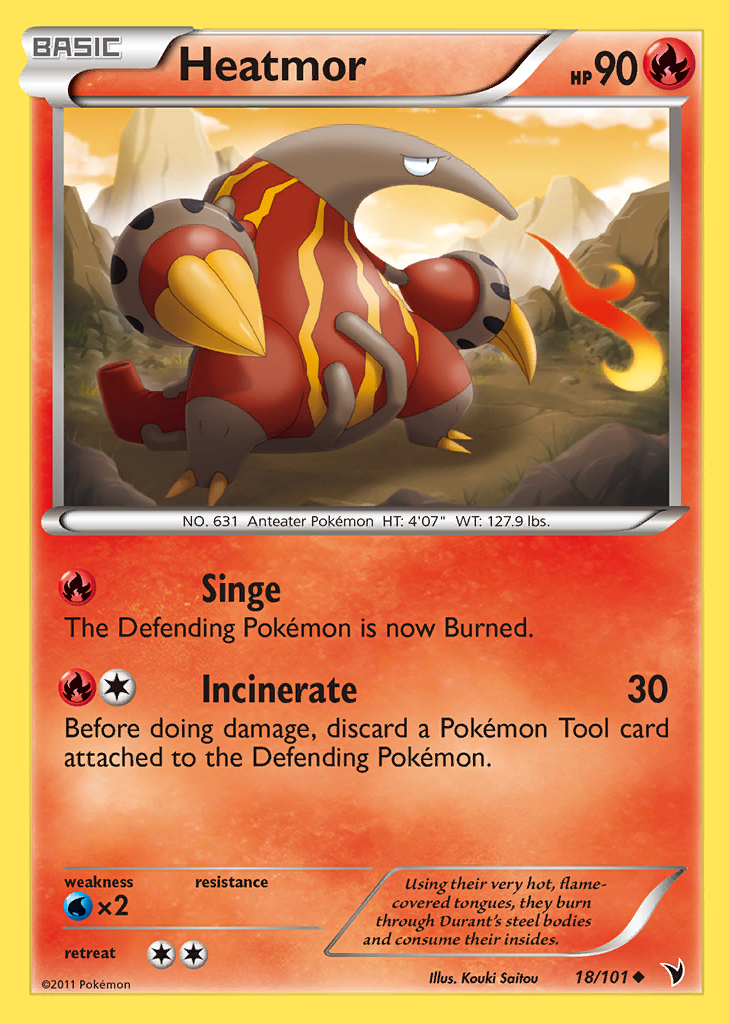 BASIC
Heatmor
HP 90
NO. 631 Anteater Pokémon HT: 4'07" WT: 127.9 lbs.
Singe
The Defending Pokémon is now Burned.
Incinerate 30
Before doing damage, discard a Pokémon Tool card
attached to the Defending Pokémon.
weakness resistance
×2
retreat
Using their very hot, flame-
covered tongues, they burn
through Durant's steel bodies
and consume their insides.
©2011 Pokémon
Illus. Kouki Saitou
18/101